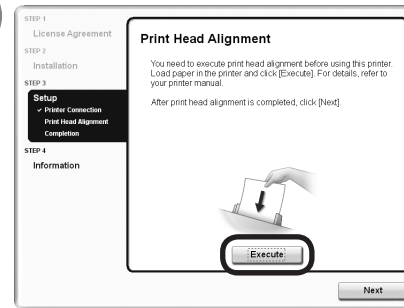 STEP 1
License Agreement
STEP 2
Installation
STEP 3
Setup
✓ Printer Connection
Print Head Alignment
Completion
STEP 4
Information
Print Head Alignment
You need to execute print head alignment before using this printer.
Load paper in the printer and click [Execute]. For details, refer to
your printer manual.
After print head alignment is completed, click [Next].
Execute
Next